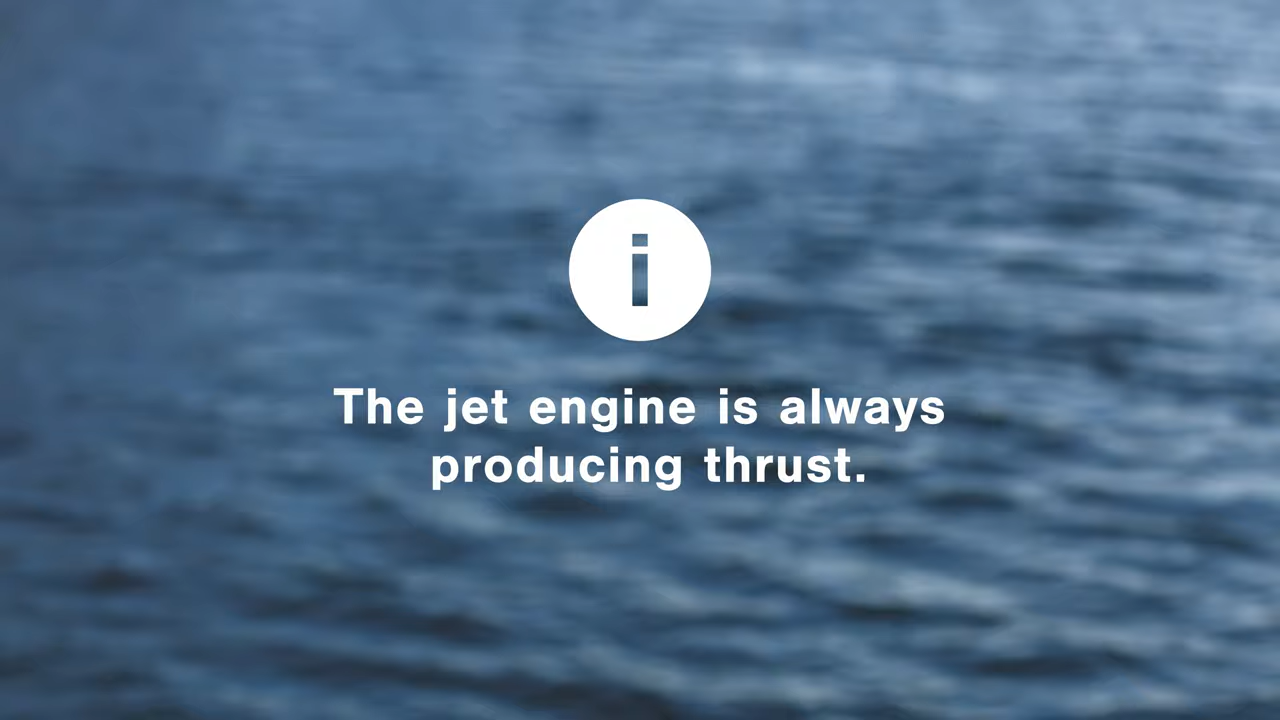 i
The jet engine is always
producing thrust.